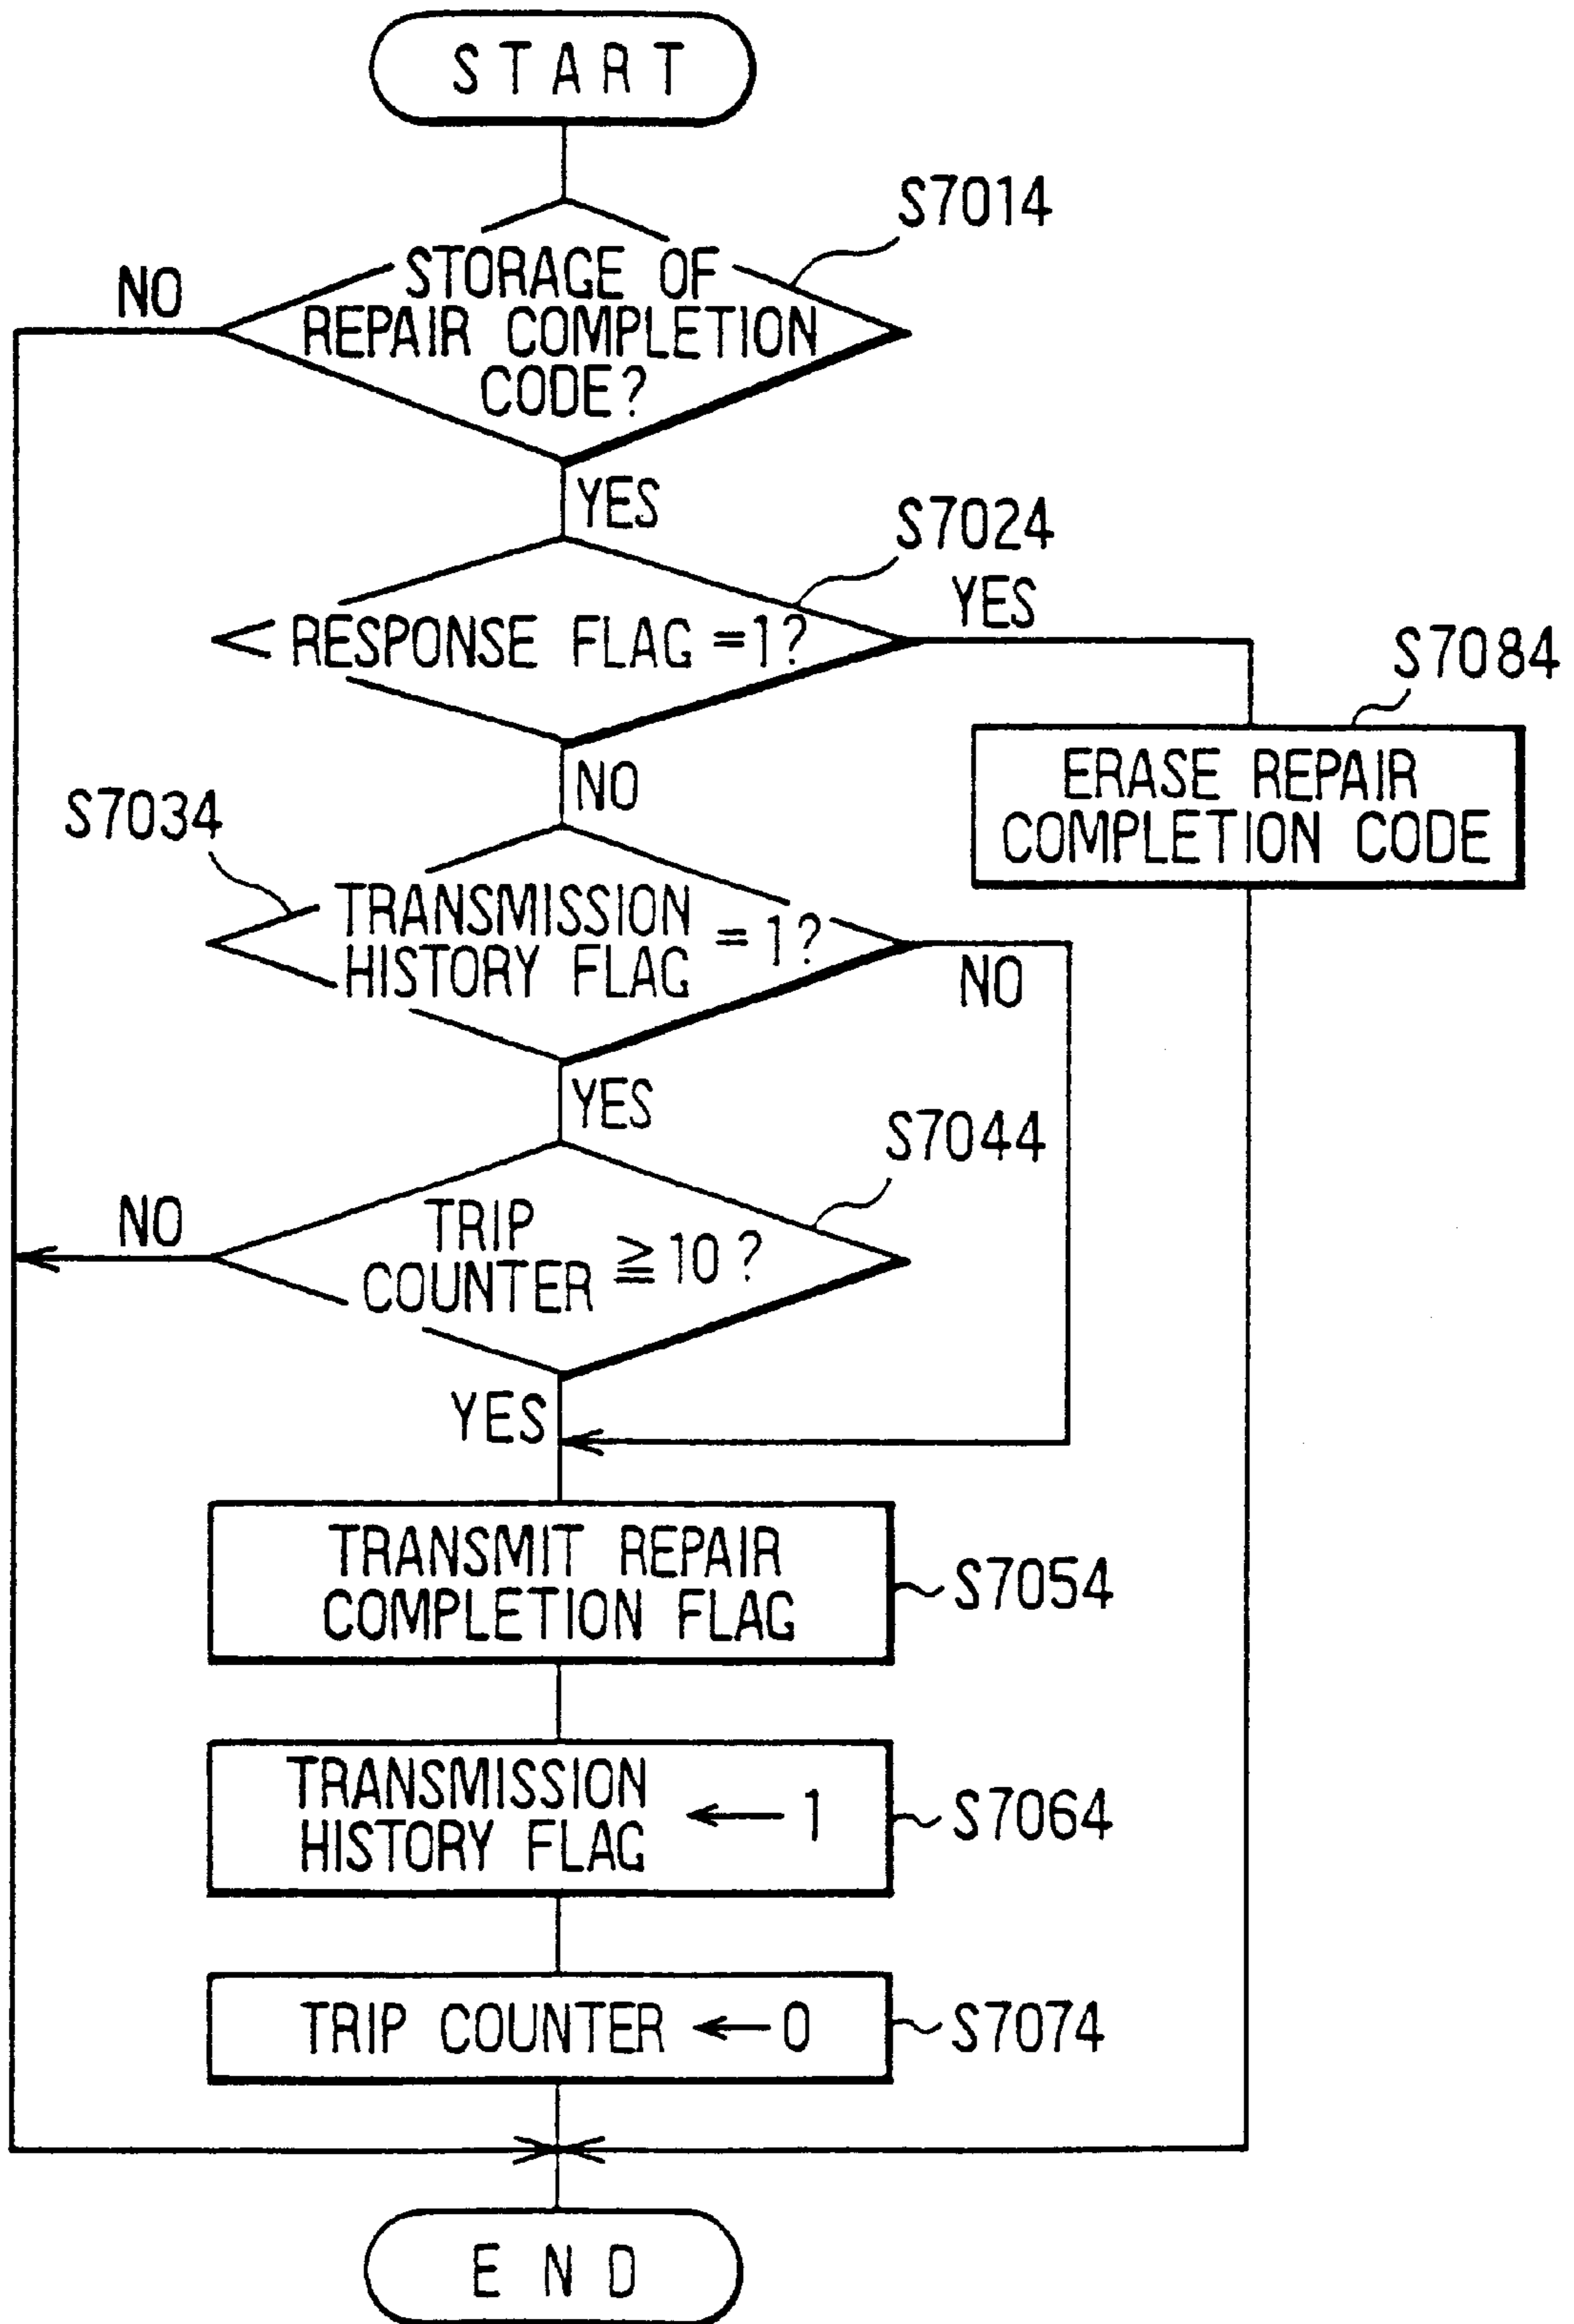 START
S7014
NO
STORAGE OF
REPAIR COMPLETION
CODE?
YES
S7024
YES
RESPONSE FLAG =1?
S7084
ERASE REPAIR
COMPLETION CODE
NO
S7034
TRANSMISSION
HISTORY FLAG =1?
NO
YES
S7044
NO
TRIP
COUNTER ≧10?
YES
TRANSMIT REPAIR
COMPLETION FLAG
S7054
TRANSMISSION
HISTORY FLAG ← 1
S7064
TRIP COUNTER ← 0
S7074
END